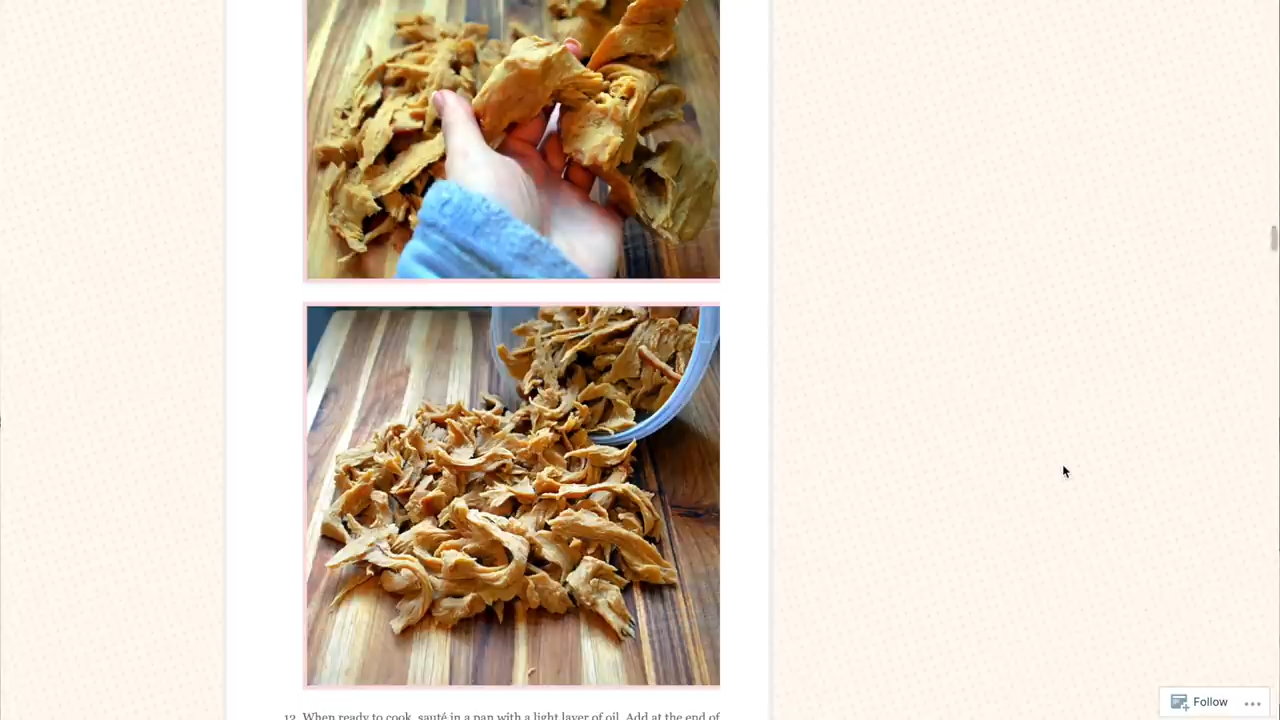 12. When ready to cook, sauté in a pan with a light layer of oil. Add at the end of
Follow